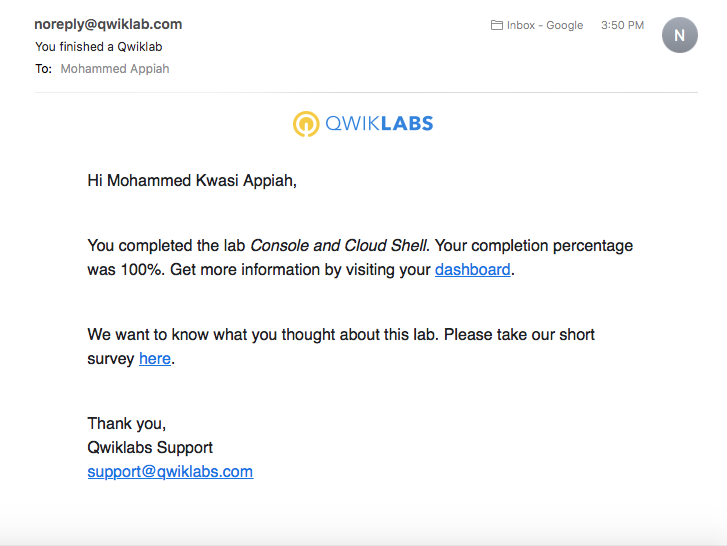 noreply@qwiklab.com
Inbox - Google 3:50 PM
N
You finished a Qwiklab
To: Mohammed Appiah
QWIKLABS
Hi Mohammed Kwasi Appiah,
You completed the lab Console and Cloud Shell. Your completion percentage
was 100%. Get more information by visiting your dashboard.
We want to know what you thought about this lab. Please take our short
survey here.
Thank you,
Qwiklabs Support
support@qwiklabs.com